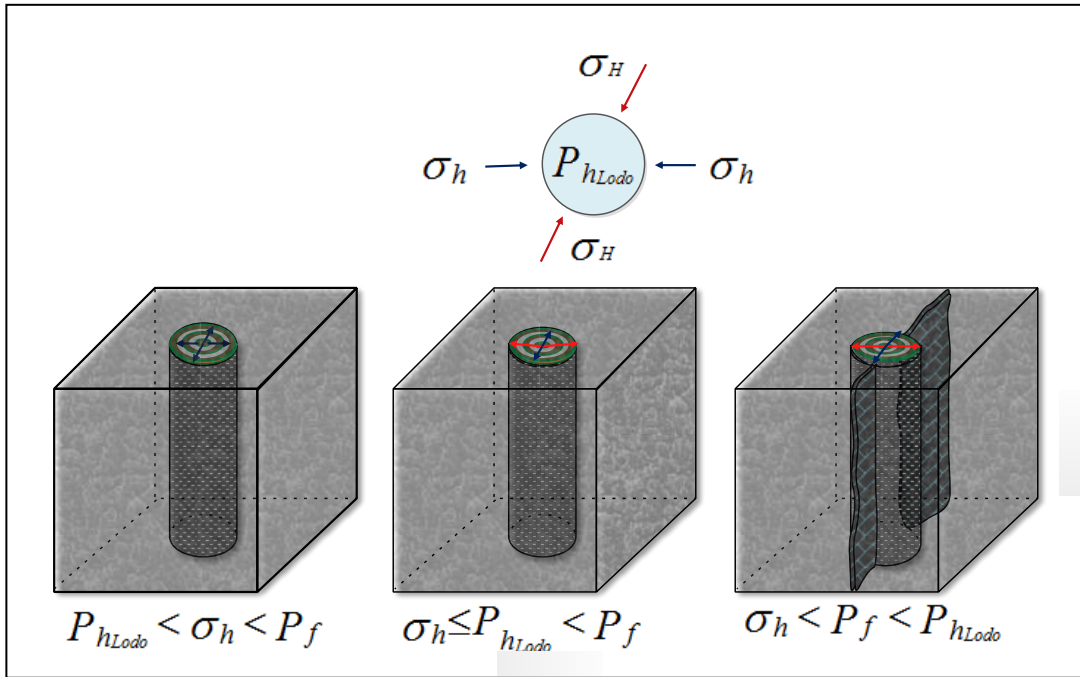 σH
σh PhLodo σh
σH
PhLodo < σh < Pf
σh ≤ PhLodo < Pf
σh < Pf < PhLodo